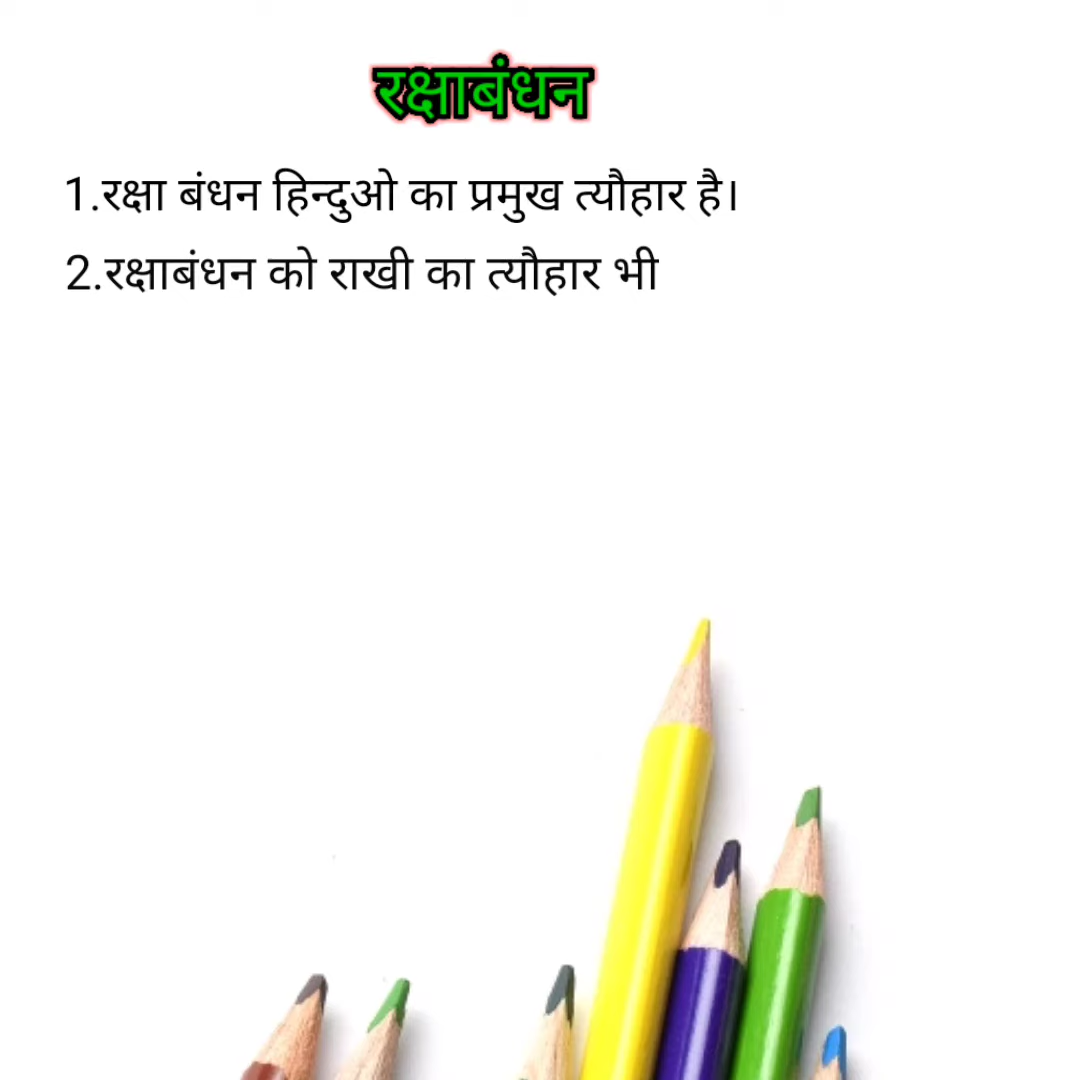 रक्षाबंधन
1.रक्षा बंधन हिन्दुओ का प्रमुख त्यौहार है।
2.रक्षाबंधन को राखी का त्यौहार भी